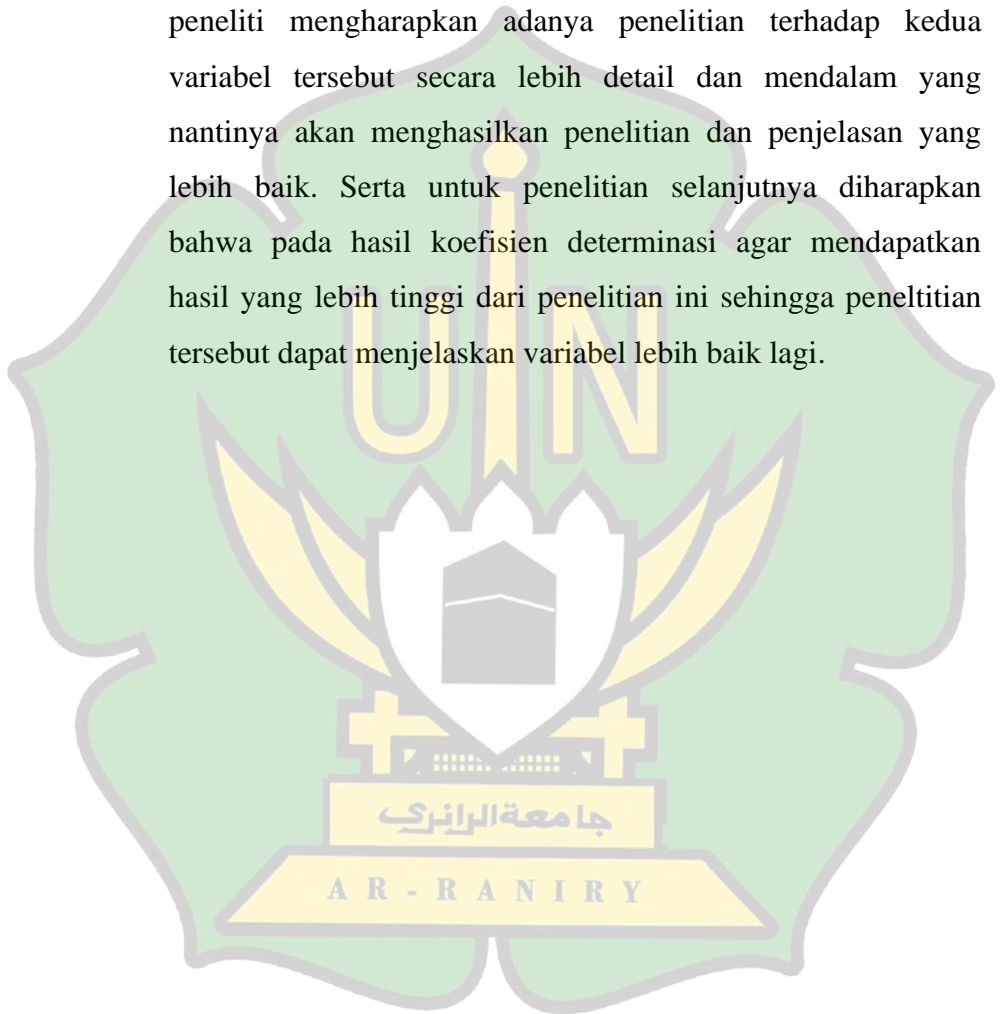 peneliti mengharapkan adanya penelitian terhadap kedua
variabel tersebut secara lebih detail dan mendalam yang
nantinya akan menghasilkan penelitian dan penjelasan yang
lebih baik. Serta untuk penelitian selanjutnya diharapkan
bahwa pada hasil koefisien determinasi agar mendapatkan
hasil yang lebih tinggi dari penelitian ini sehingga peneltitian
tersebut dapat menjelaskan variabel lebih baik lagi.
UIN
جامعةالرانري
AR-RANIRY